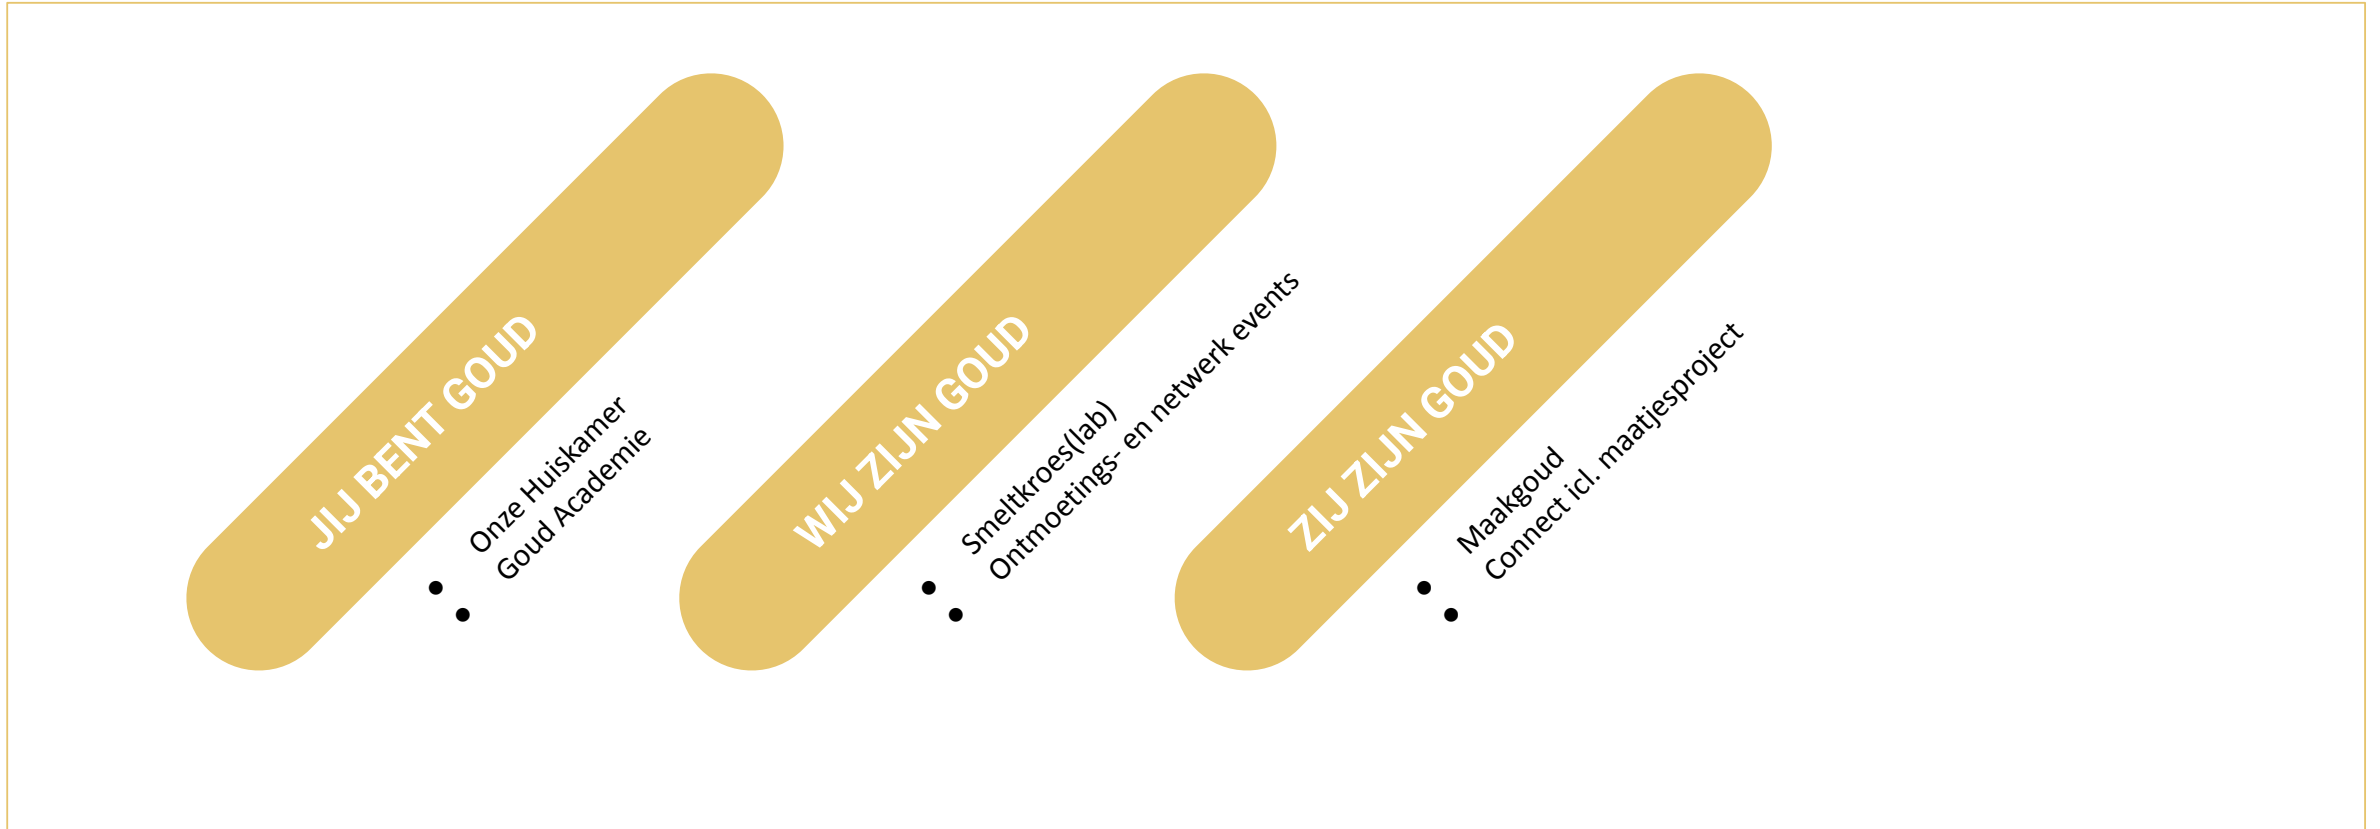 JIJ BENT GOUD
Onze Huiskamer
Goud Academie
WIJ ZIJN GOUD
Smeltkroes(lab)
Ontmoetings- en netwerk events
ZIJ ZIJN GOUD
Maakgoud
Connect icl. maatjesproject